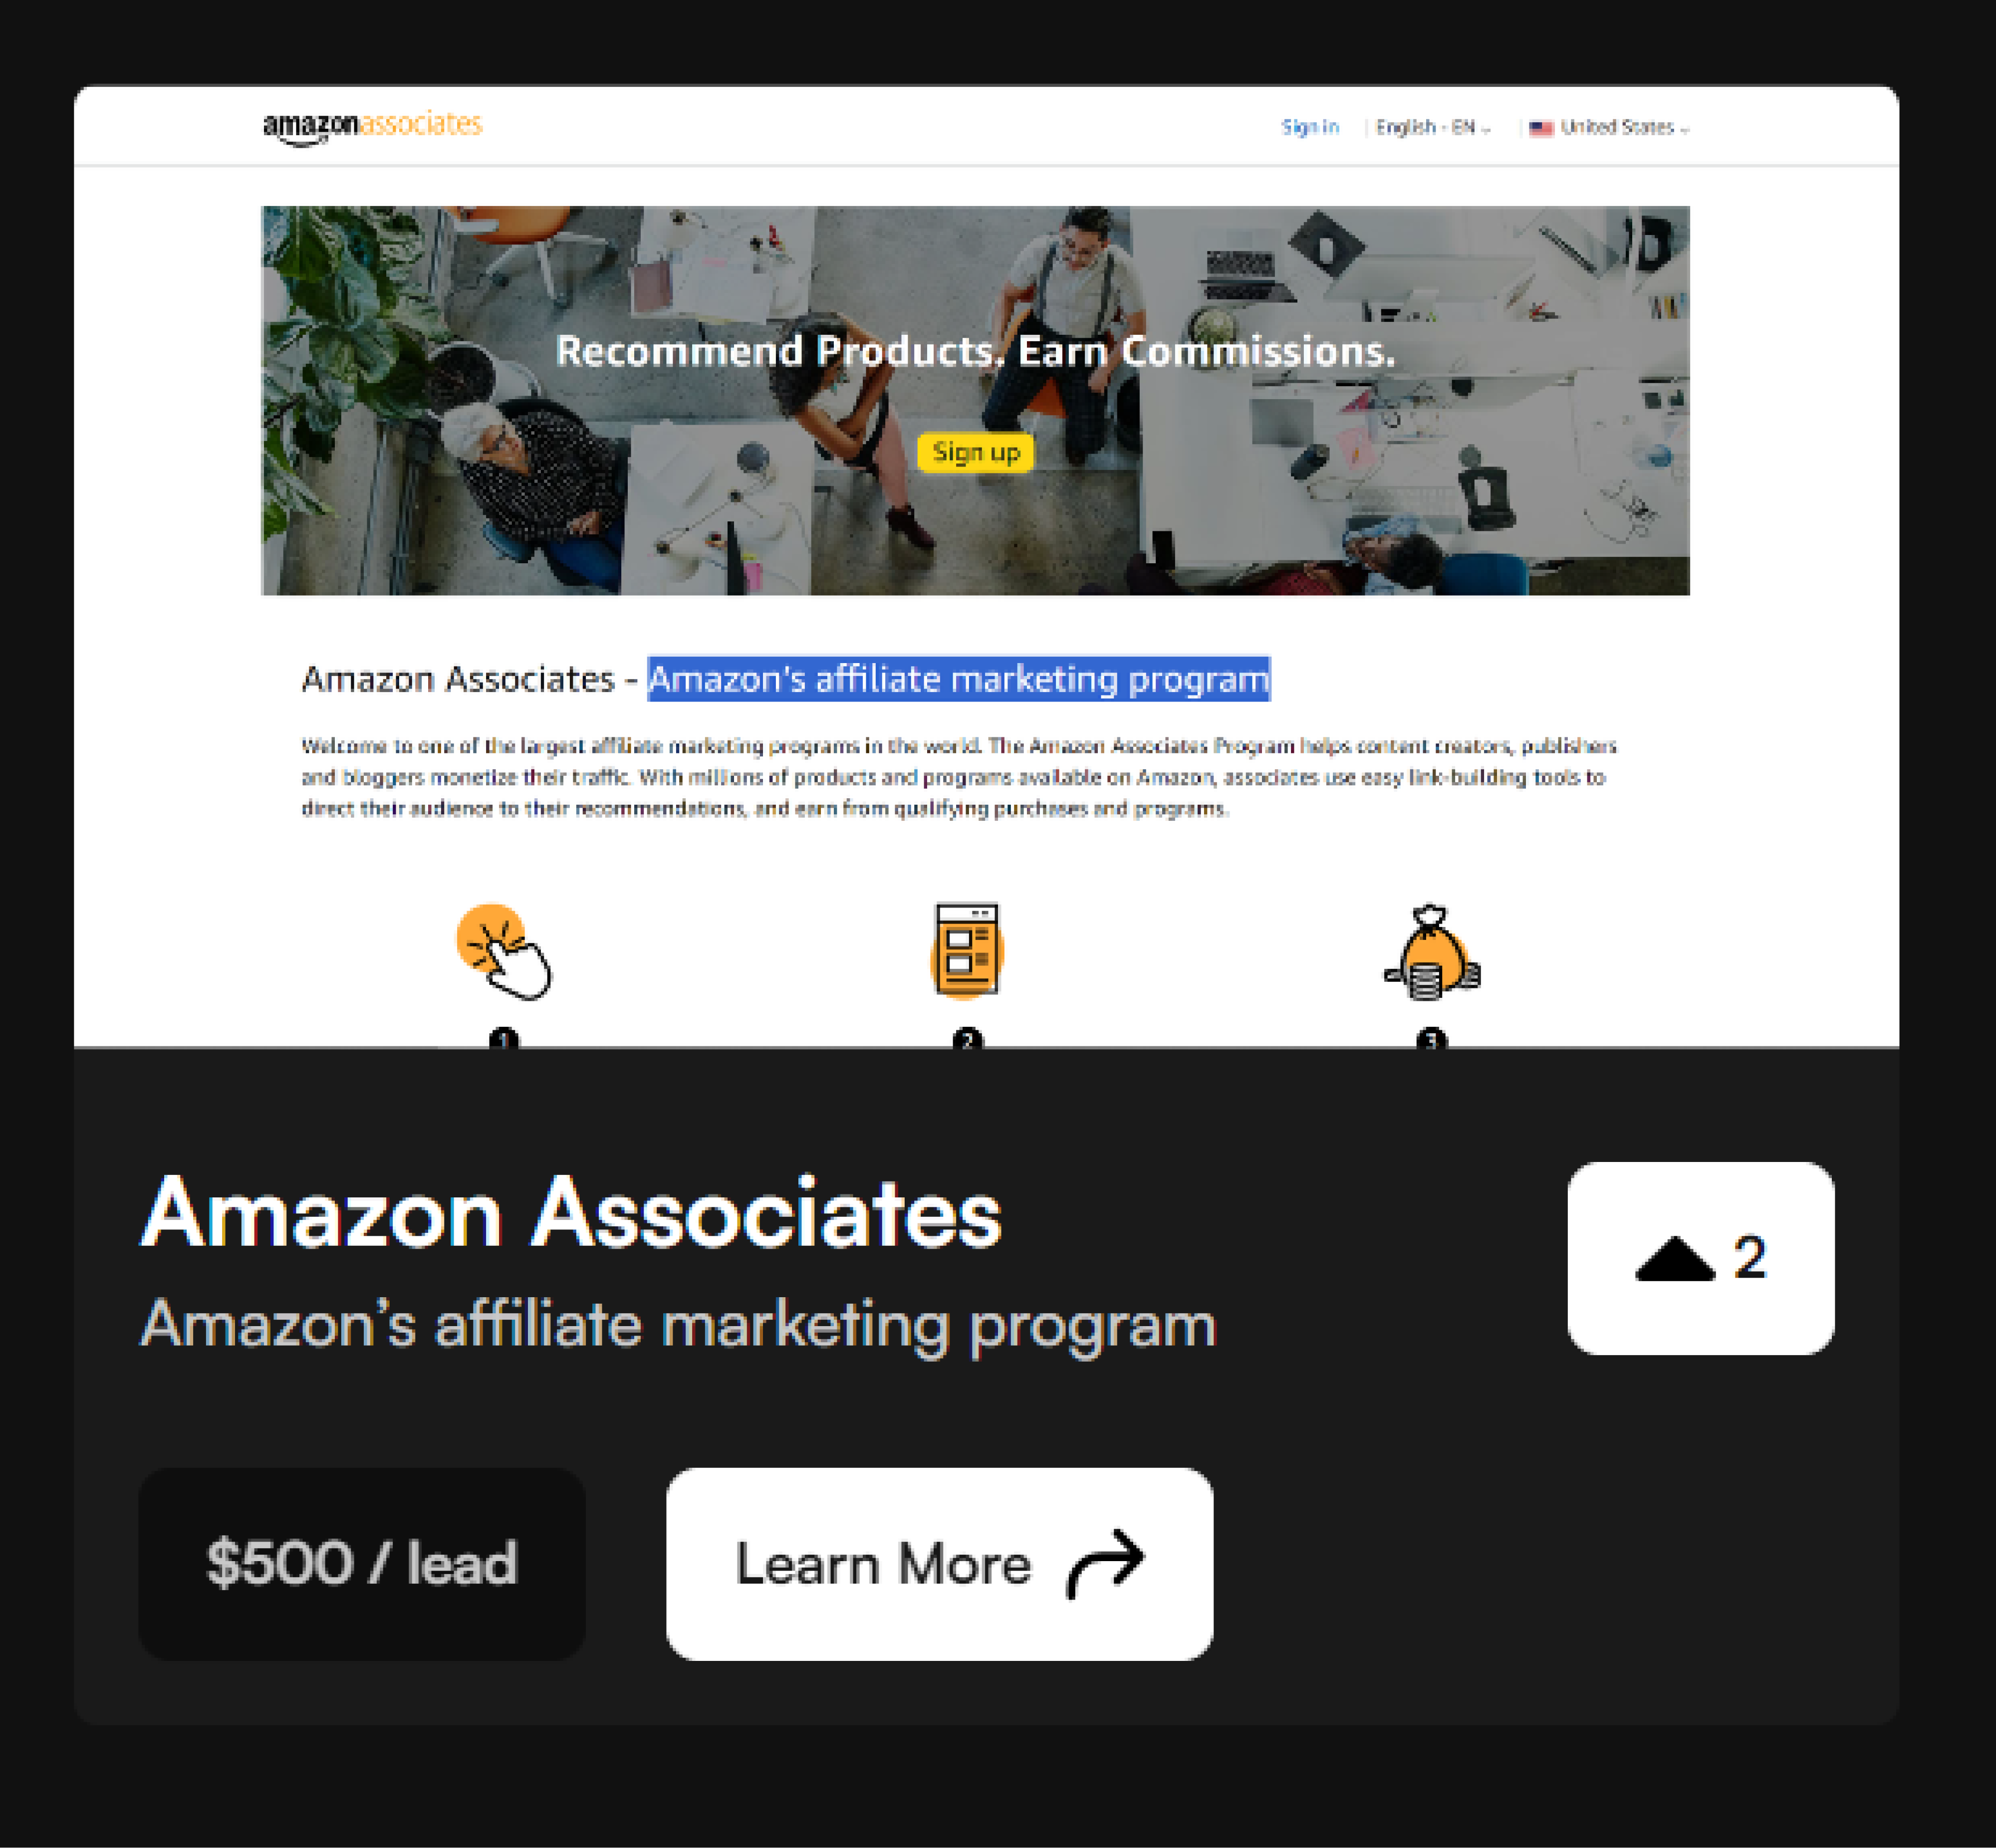 amazonassociates
Sign in English - EN United States
Recommend Products. Earn Commissions.
Sign up
Amazon Associates - Amazon's affiliate marketing program
Welcome to one of the largest affiliate marketing programs in the world. The Amazon Associates Program helps content creators, publishers
and bloggers monetize their traffic. With millions of products and programs available on Amazon, associates use easy link-building tools to
direct their audience to their recommendations, and earn from qualifying purchases and programs.
1 2 3
Amazon Associates
2
Amazon’s affiliate marketing program
$500 / lead
Learn More